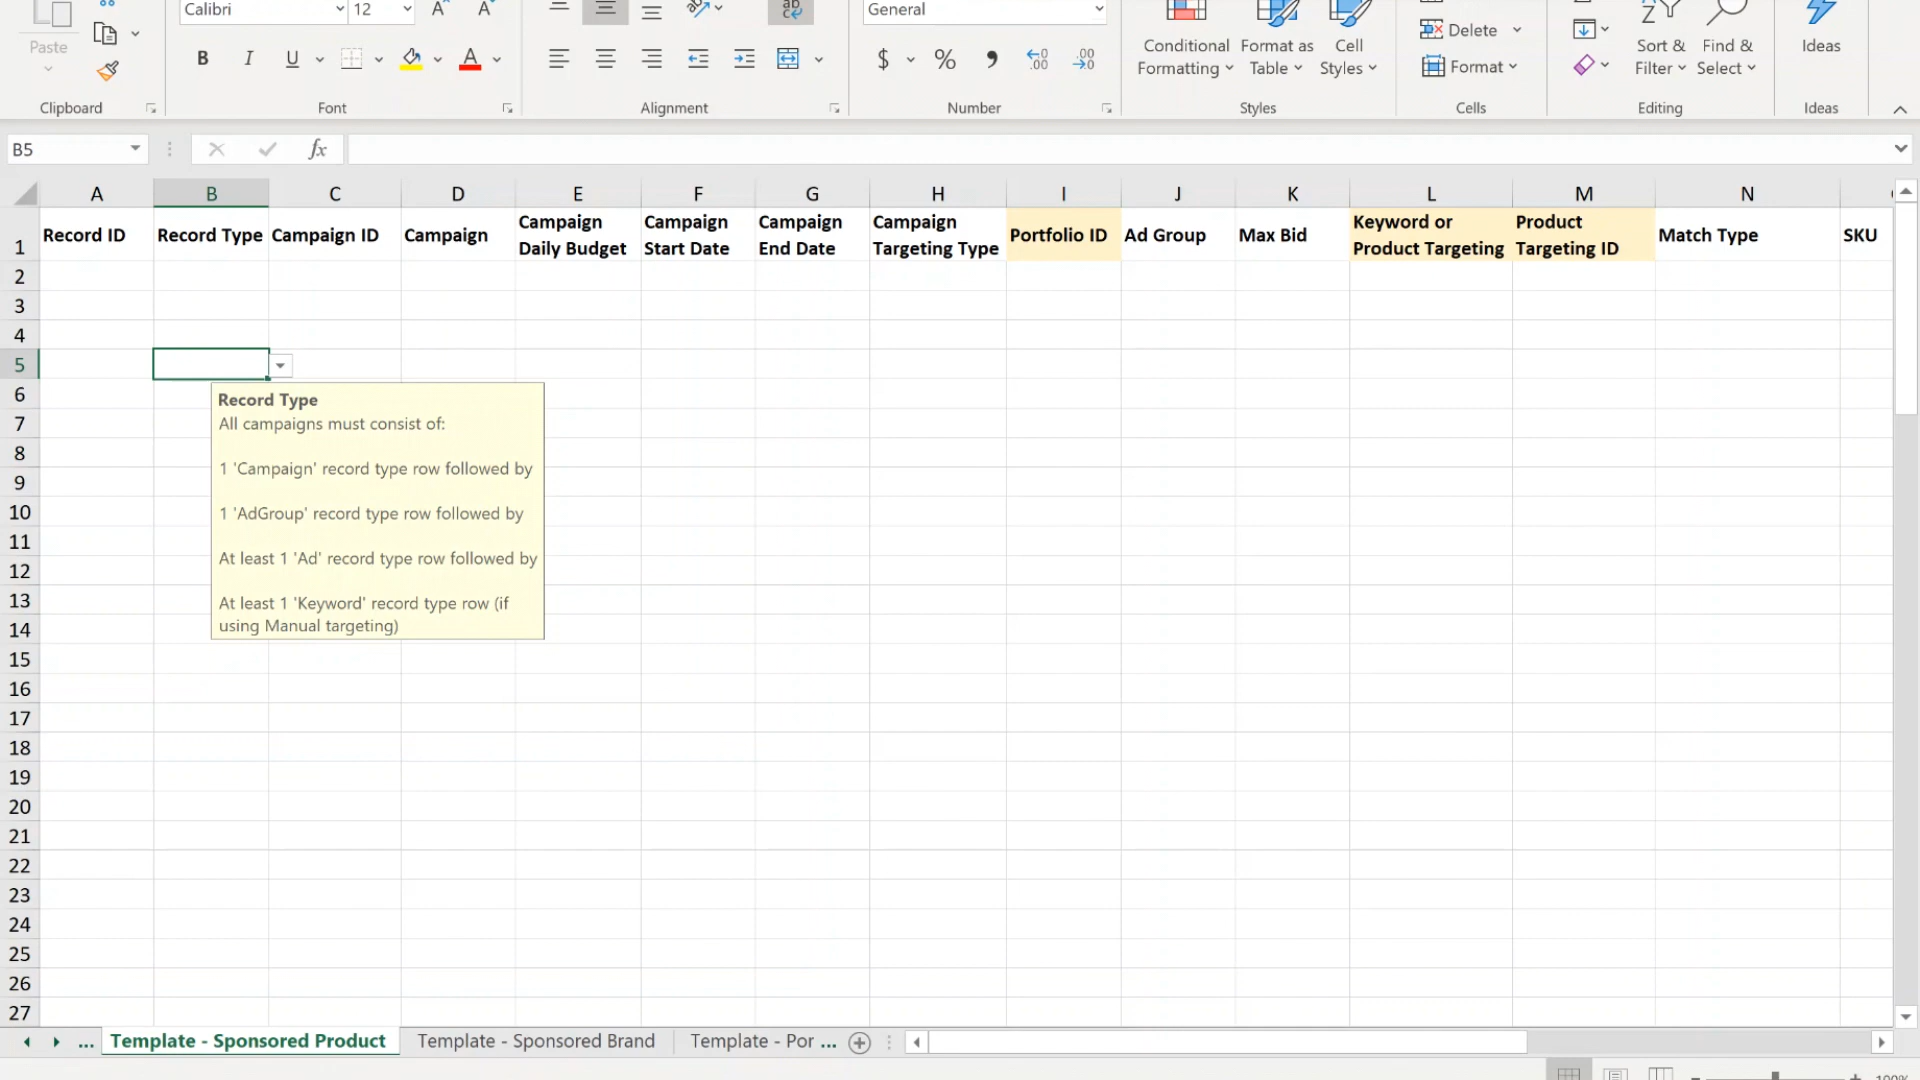 Calibri 12 General
Paste
B I U A $ % 9
Conditional Formatting
Format as Table
Cell Styles
Delete
Format
Sort & Filter
Find & Select
Ideas
Clipboard Font Alignment Number Styles Cells Editing Ideas
B5 fx
A B C D E F G H I J K L M N
1 Record ID Record Type Campaign ID Campaign Campaign Daily Budget Campaign Start Date Campaign End Date Campaign Targeting Type Portfolio ID Ad Group Max Bid Keyword or Product Targeting Product Targeting ID Match Type SKU
2
3
4
5
6
7
8
9
10
11
12
13
14
15
16
17
18
19
20
21
22
23
24
25
26
27
Record Type
All campaigns must consist of:
1 'Campaign' record type row followed by
1 'AdGroup' record type row followed by
At least 1 'Ad' record type row followed by
At least 1 'Keyword' record type row (if
using Manual targeting)
... Template - Sponsored Product Template - Sponsored Brand Template - Por ...
100%